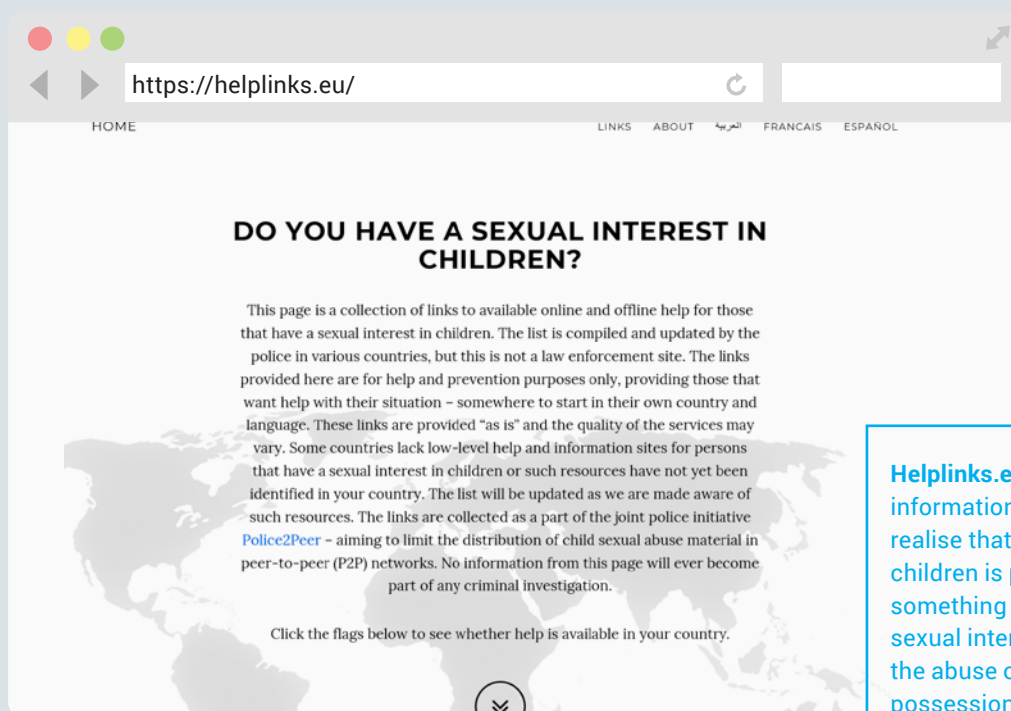 https://helplinks.eu/
HOME
LINKS ABOUT العربية FRANCAIS ESPAÑOL
DO YOU HAVE A SEXUAL INTEREST IN
CHILDREN?
This page is a collection of links to available online and offline help for those
that have a sexual interest in children. The list is compiled and updated by the
police in various countries, but this is not a law enforcement site. The links
provided here are for help and prevention purposes only, providing those that
want help with their situation – somewhere to start in their own country and
language. These links are provided “as is” and the quality of the services may
vary. Some countries lack low-level help and information sites for persons
that have a sexual interest in children or such resources have not yet been
identified in your country. The list will be updated as we are made aware of
such resources. The links are collected as a part of the joint police initiative
Police2Peer – aiming to limit the distribution of child sexual abuse material in
peer-to-peer (P2P) networks. No information from this page will ever become
part of any criminal investigation.
Click the flags below to see whether help is available in your country.
Helplinks.e
information
realise that
children is
something
sexual inter
the abuse
possession